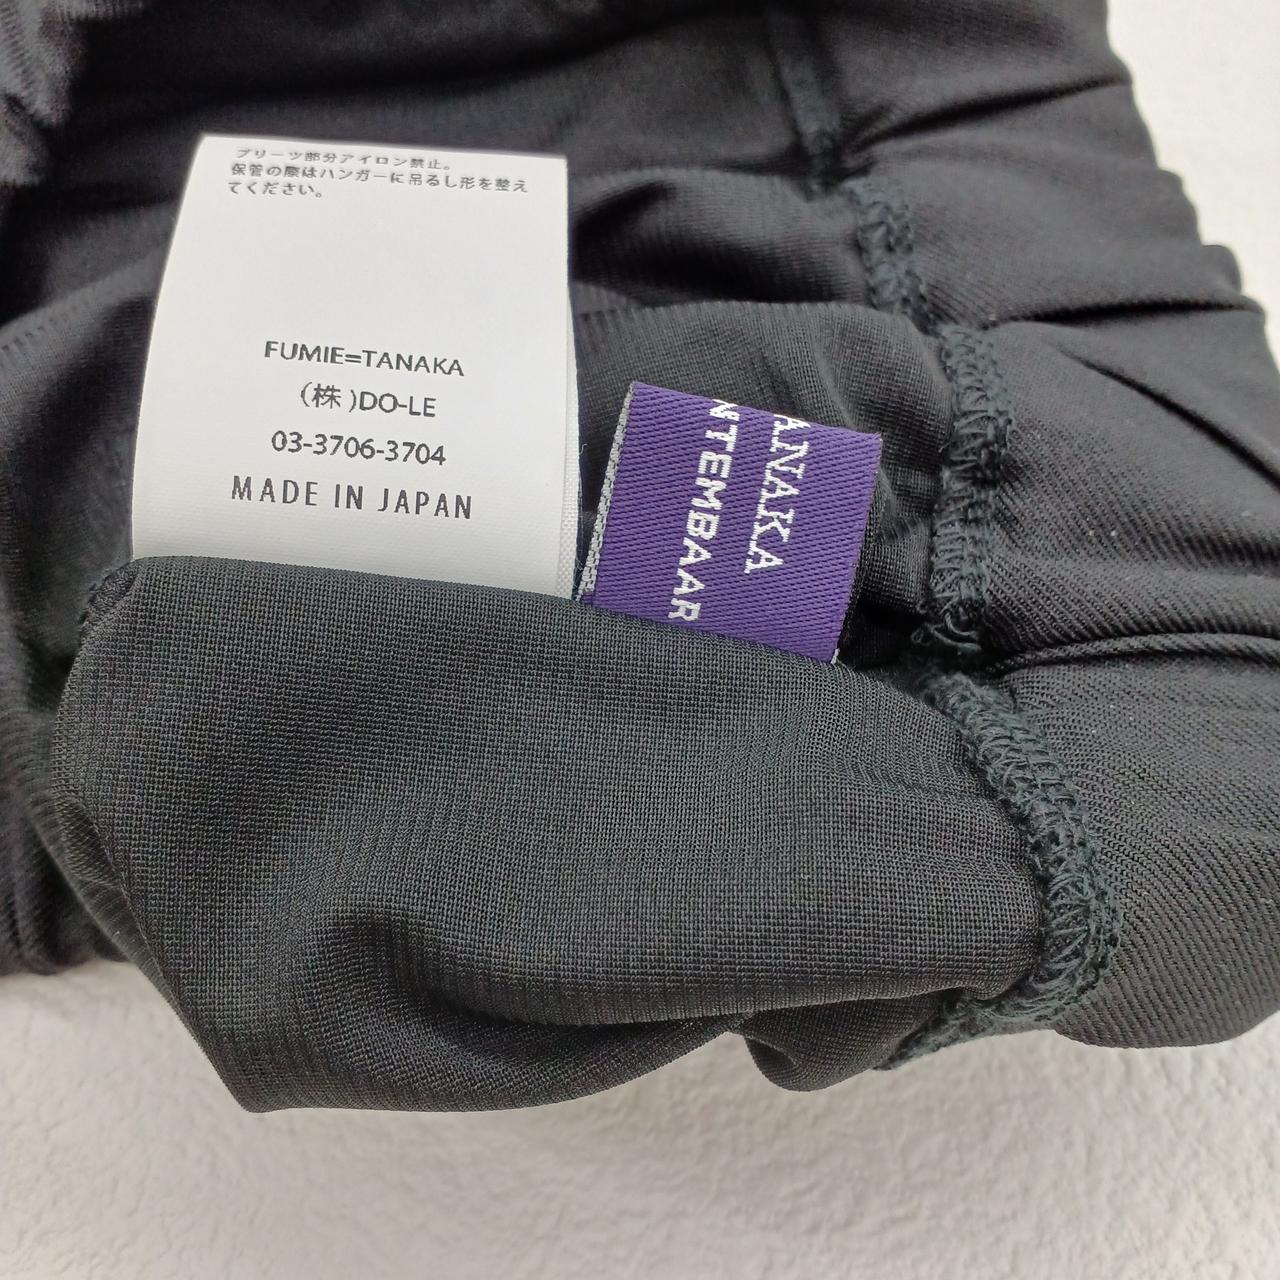 プリーツ部分アイロン禁止。
保管の際はハンガーに吊るし形を整え
てください。
FUMIE=TANAKA
(株)DO-LE
03-3706-3704
MADE IN JAPAN
ANAKA
NTEMBAAR